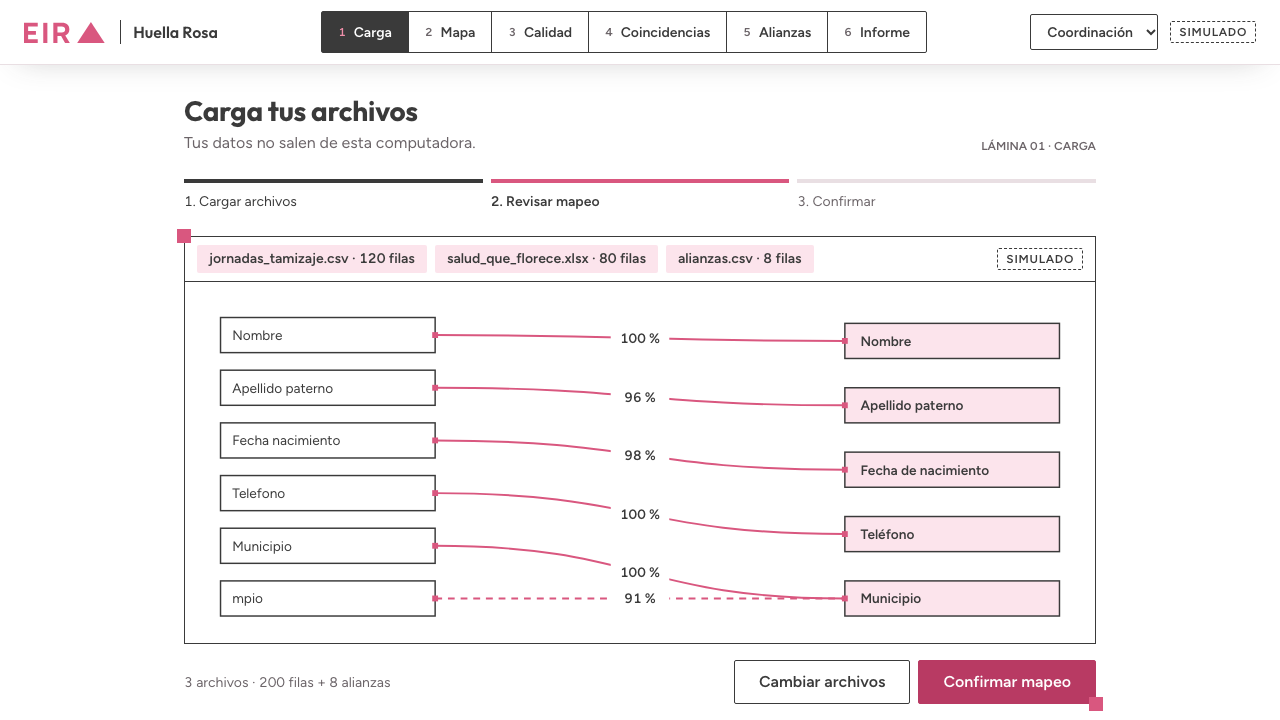 EIR
Huella Rosa
1 Carga
2 Mapa
3 Calidad
4 Coincidencias
5 Alianzas
6 Informe
Coordinación
SIMULADO
Carga tus archivos
Tus datos no salen de esta computadora.
LÁMINA 01 · CARGA
1. Cargar archivos
2. Revisar mapeo
3. Confirmar
jornadas_tamizaje.csv · 120 filas
salud_que_florece.xlsx · 80 filas
alianzas.csv · 8 filas
SIMULADO
Nombre
100 %
Nombre
Apellido paterno
96 %
Apellido paterno
Fecha nacimiento
98 %
Fecha de nacimiento
Telefono
100 %
Teléfono
Municipio
100 %
mpio
91 %
Municipio
3 archivos · 200 filas + 8 alianzas
Cambiar archivos
Confirmar mapeo